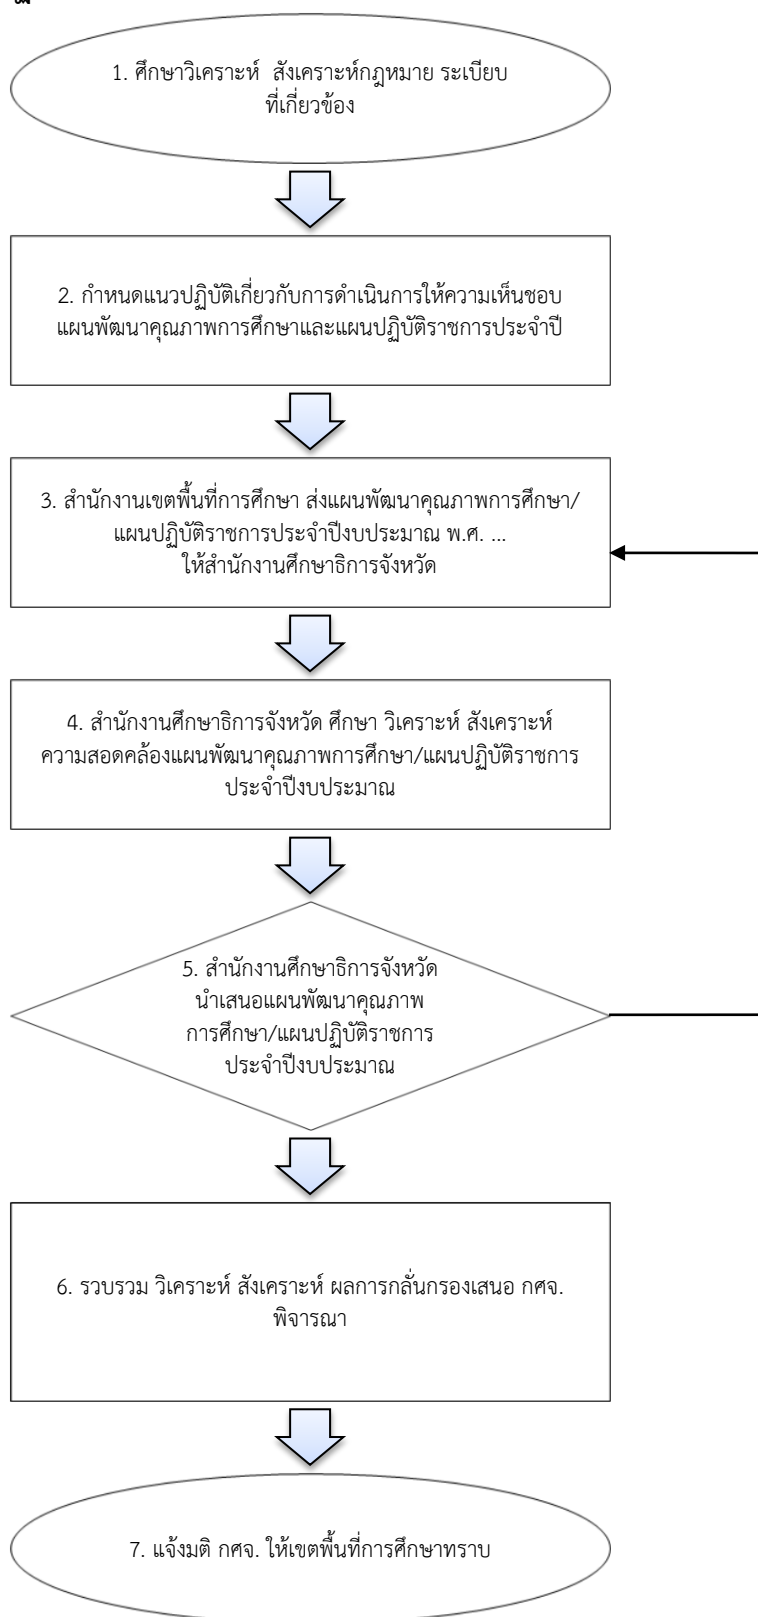 1. ศึกษาวิเคราะห์  สังเคราะห์กฎหมาย ระเบียบ
ที่เกี่ยวข้อง
2. กำหนดแนวปฏิบัติเกี่ยวกับการดำเนินการให้ความเห็นชอบ
แผนพัฒนาคุณภาพการศึกษาและแผนปฏิบัติราชการประจำปี
3. สำนักงานเขตพื้นที่การศึกษา ส่งแผนพัฒนาคุณภาพการศึกษา/
แผนปฏิบัติราชการประจำปีงบประมาณ พ.ศ. ...
ให้สำนักงานศึกษาธิการจังหวัด
4. สำนักงานศึกษาธิการจังหวัด ศึกษา วิเคราะห์ สังเคราะห์
ความสอดคล้องแผนพัฒนาคุณภาพการศึกษา/แผนปฏิบัติราชการ
ประจำปีงบประมาณ
5. สำนักงานศึกษาธิการจังหวัด
นำเสนอแผนพัฒนาคุณภาพ
การศึกษา/แผนปฏิบัติราชการ
ประจำปีงบประมาณ
6. รวบรวม วิเคราะห์ สังเคราะห์ ผลการกลั่นกรองเสนอ กศจ.
พิจารณา
7. แจ้งมติ กศจ. ให้เขตพื้นที่การศึกษาทราบ